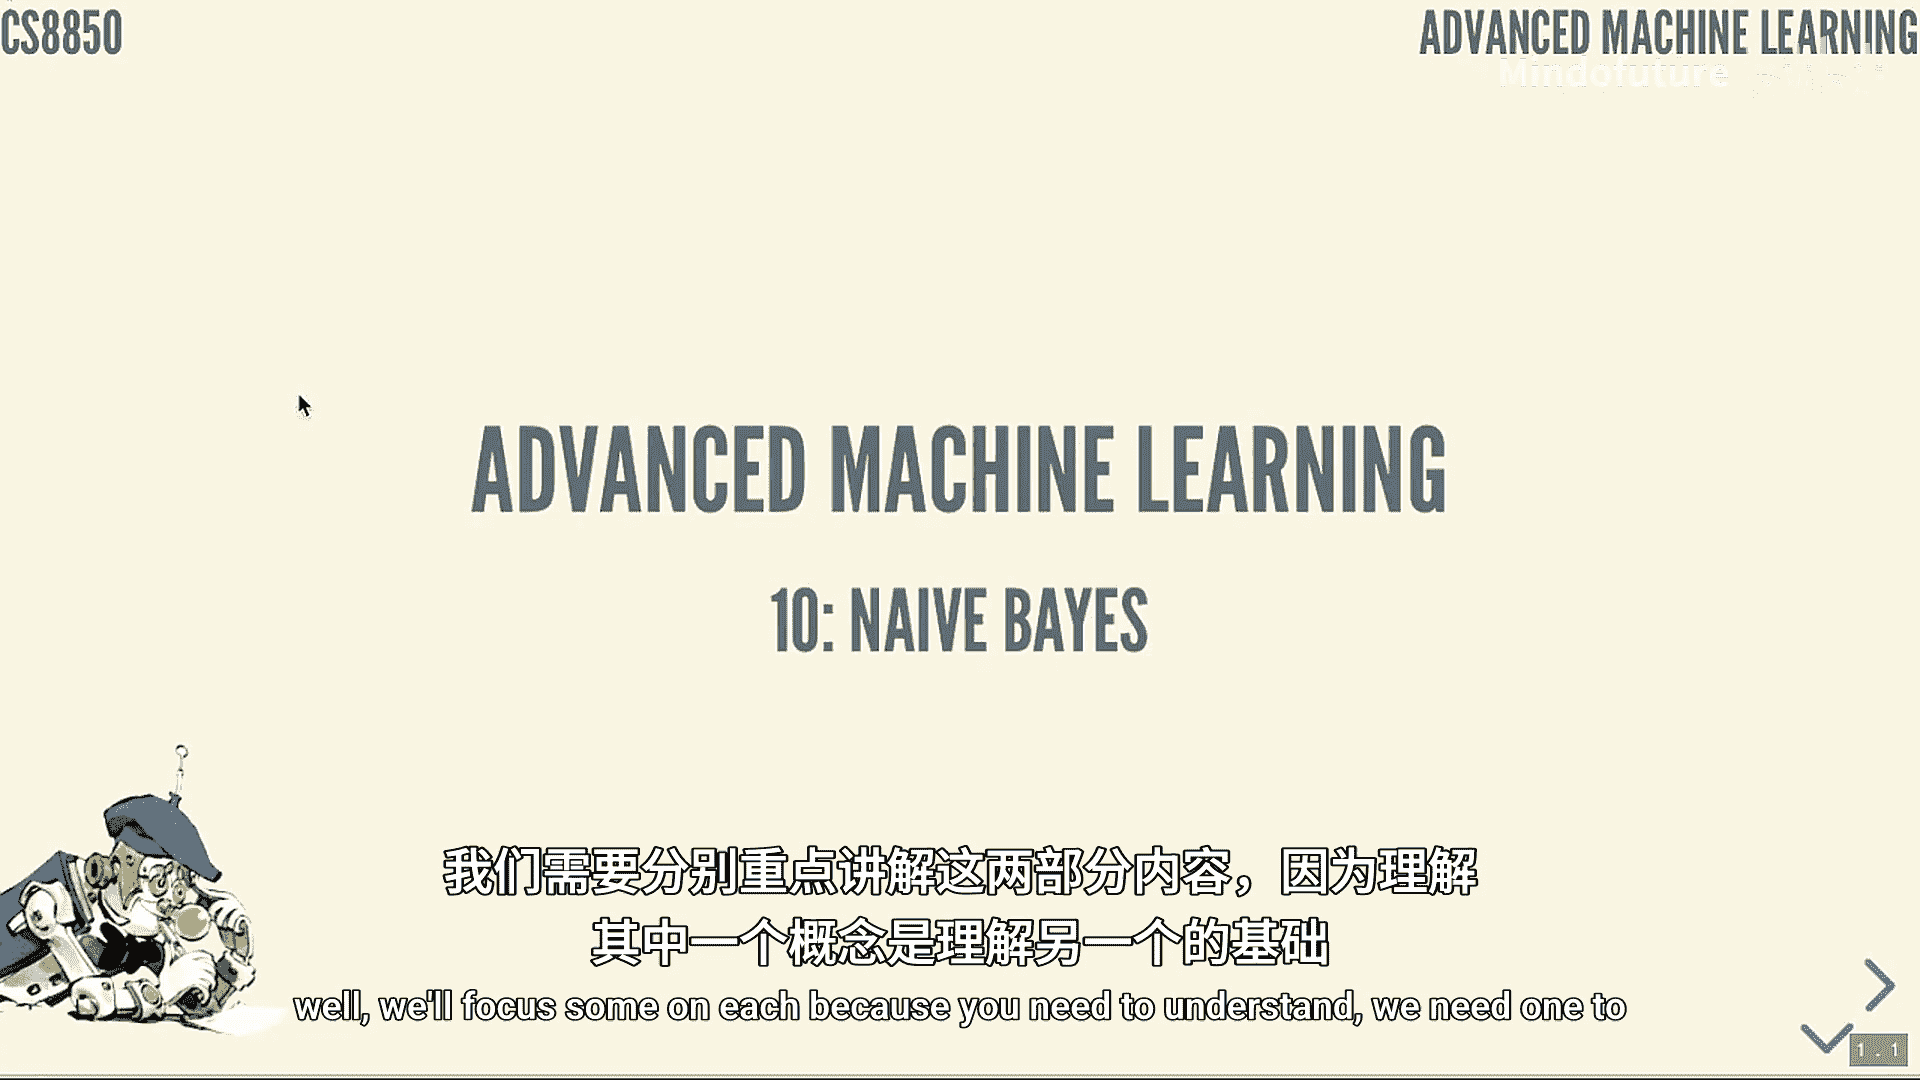 CS8850
ADVANCED MACHINE LEARNING
Mindofuture
ADVANCED MACHINE LEARNING
10: NAIVE BAYES
我们需要分别重点讲解这两部分内容，因为理解
其中一个概念是理解另一个的基础
well, we'll focus some on each because you need to understand, we need one to
1.1